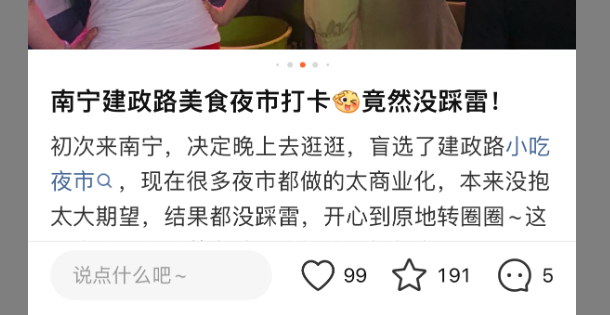 南宁建政路美食夜市打卡😋竟然没踩雷！
初次来南宁，决定晚上去逛逛，盲选了建政路小吃
夜市，现在很多夜市都做的太商业化，本来没抱
太大期望，结果都没踩雷，开心到原地转圈圈~这
说点什么吧~ 99 191 5